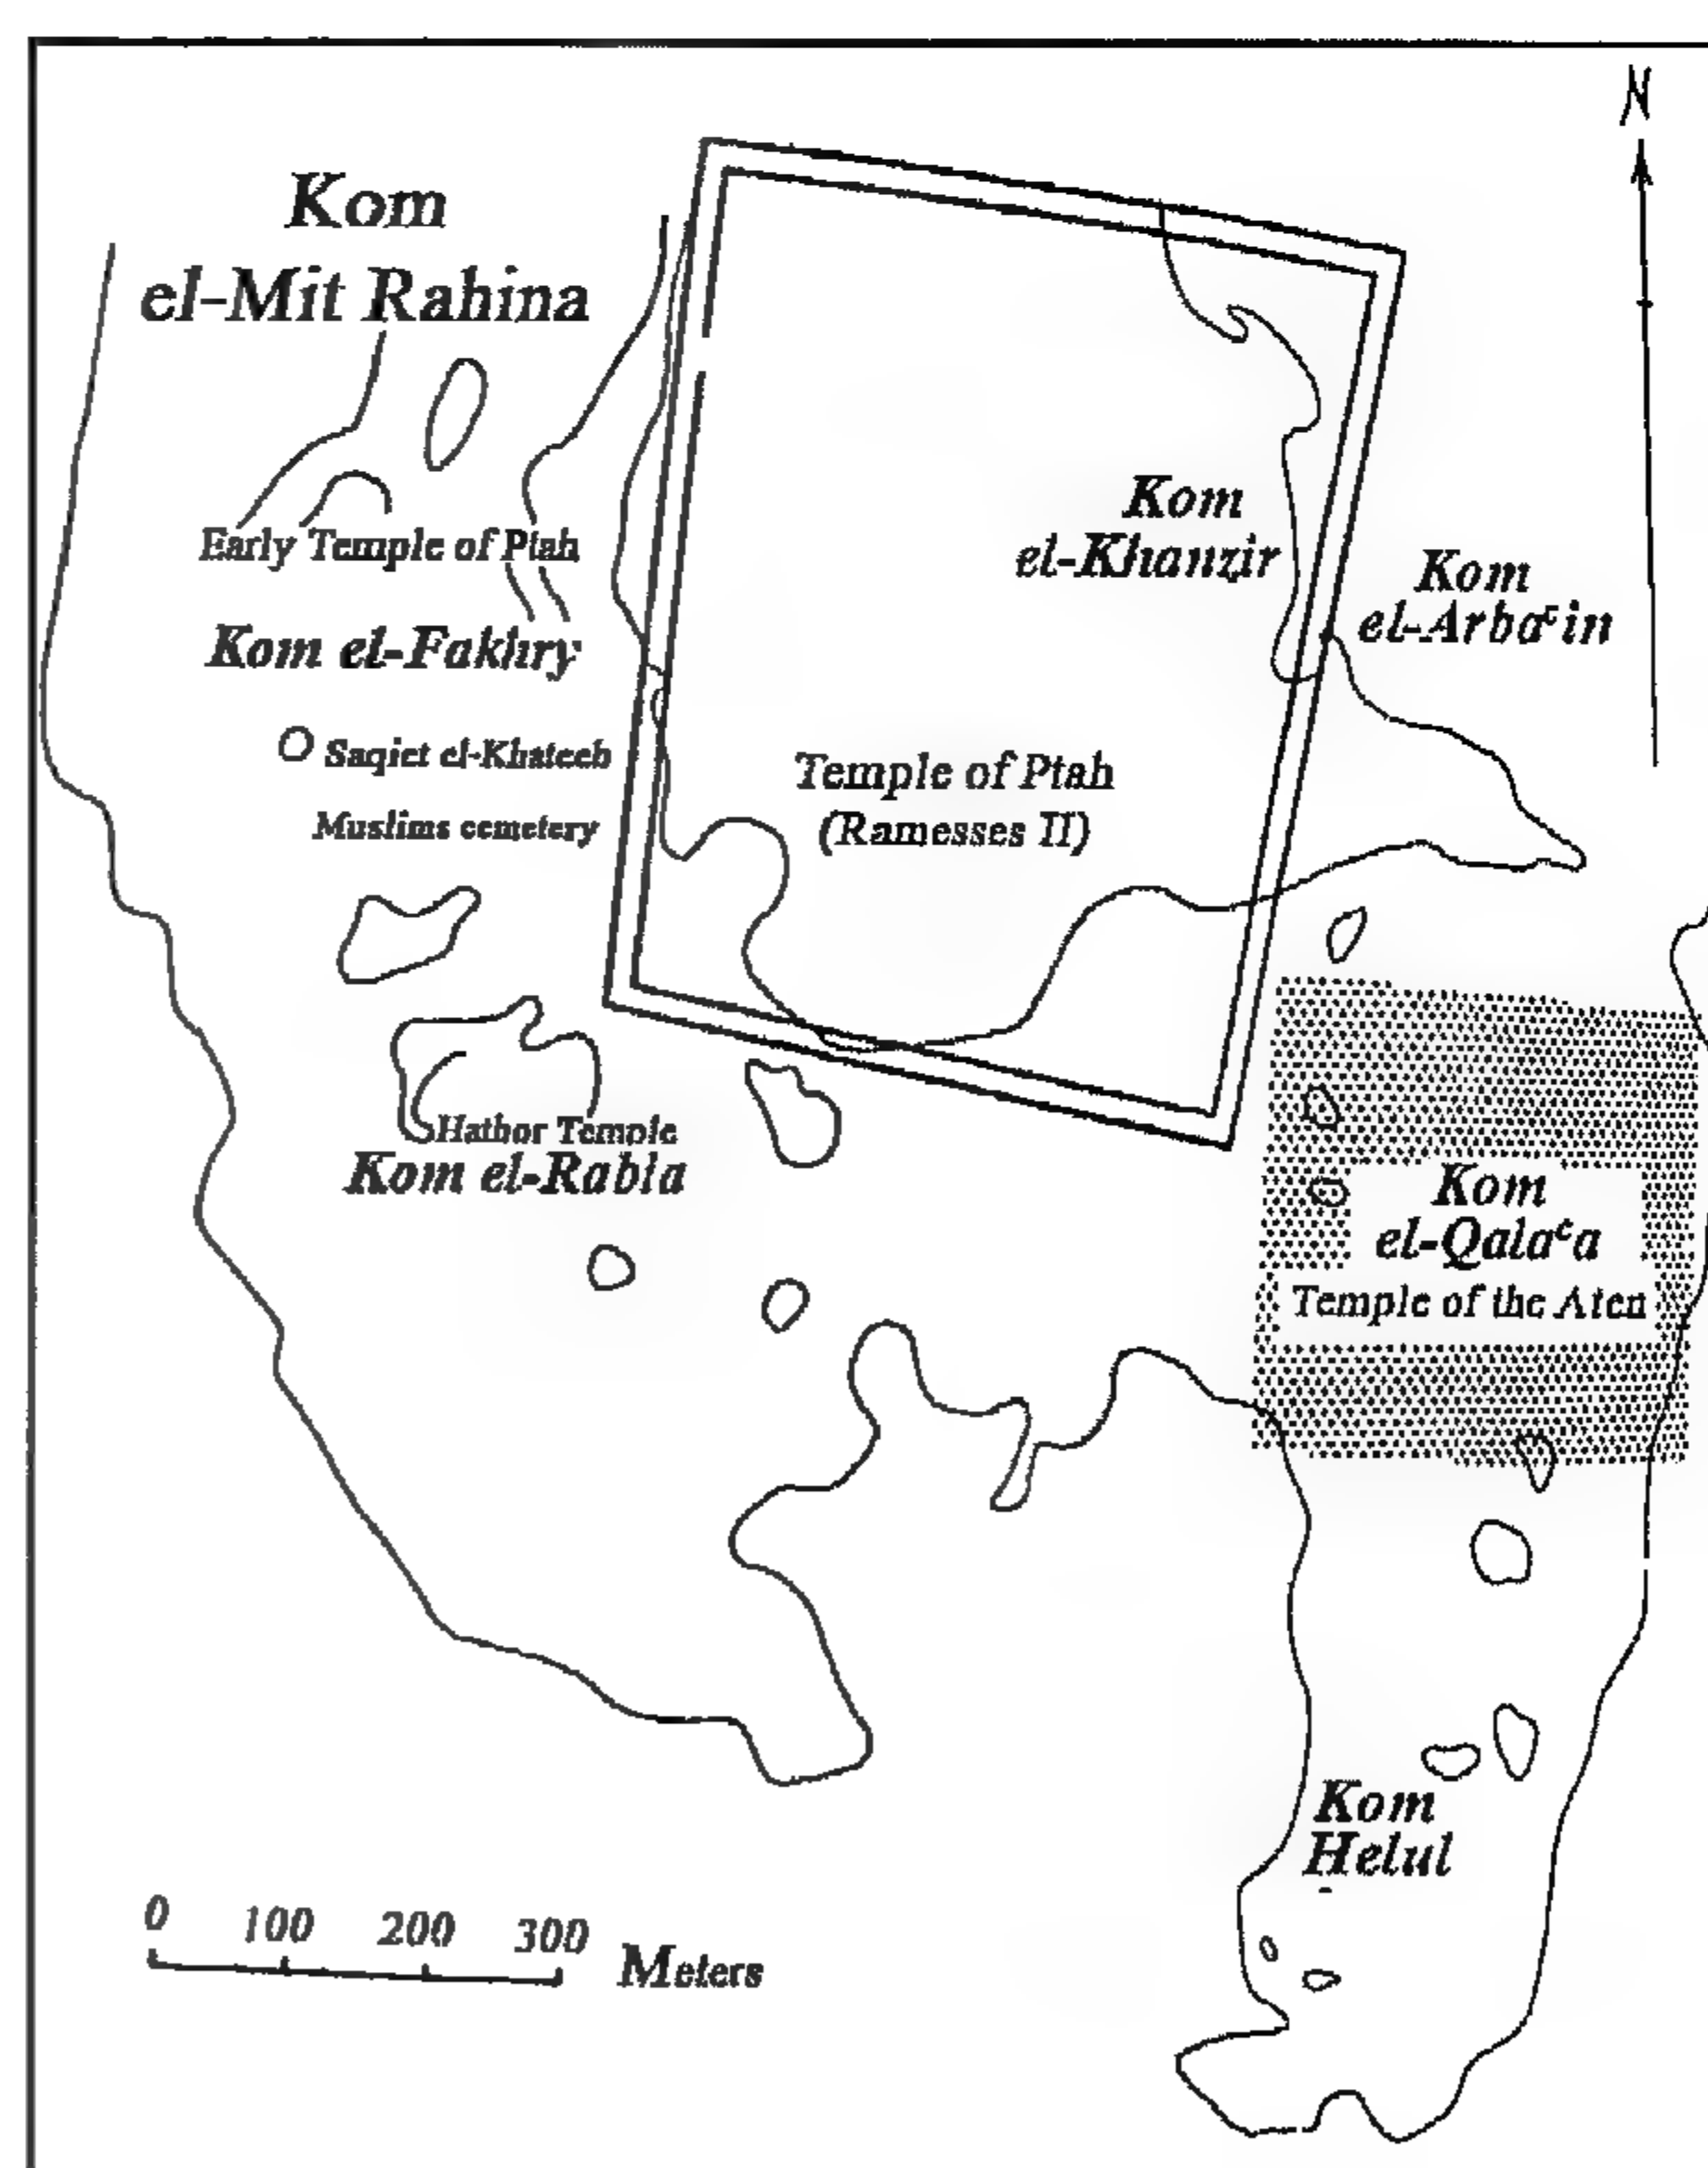 N
Kom
el-Mit Rahina
Early Temple of Ptah
Kom el-Fakhry
Saqiet el-Khateeb
Muslims cemetery
Kom
el-Khanzir
Kom
el-Arbaʿin
Temple of Ptah
(Ramesses II)
Hathor Temple
Kom el-Rabia
Kom
el-Qalaʿa
Temple of the Aten
Kom
Helul
0 100 200 300 Meters